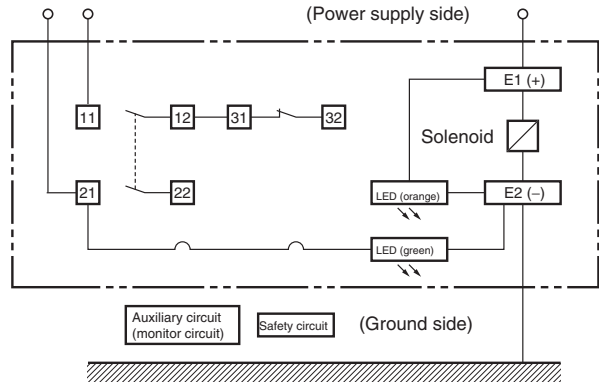 (Power supply side)
E1 (+)
11
12
31
32
Solenoid
21
22
LED (orange)
E2 (−)
LED (green)
Auxiliary circuit
(monitor circuit)
Safety circuit
(Ground side)